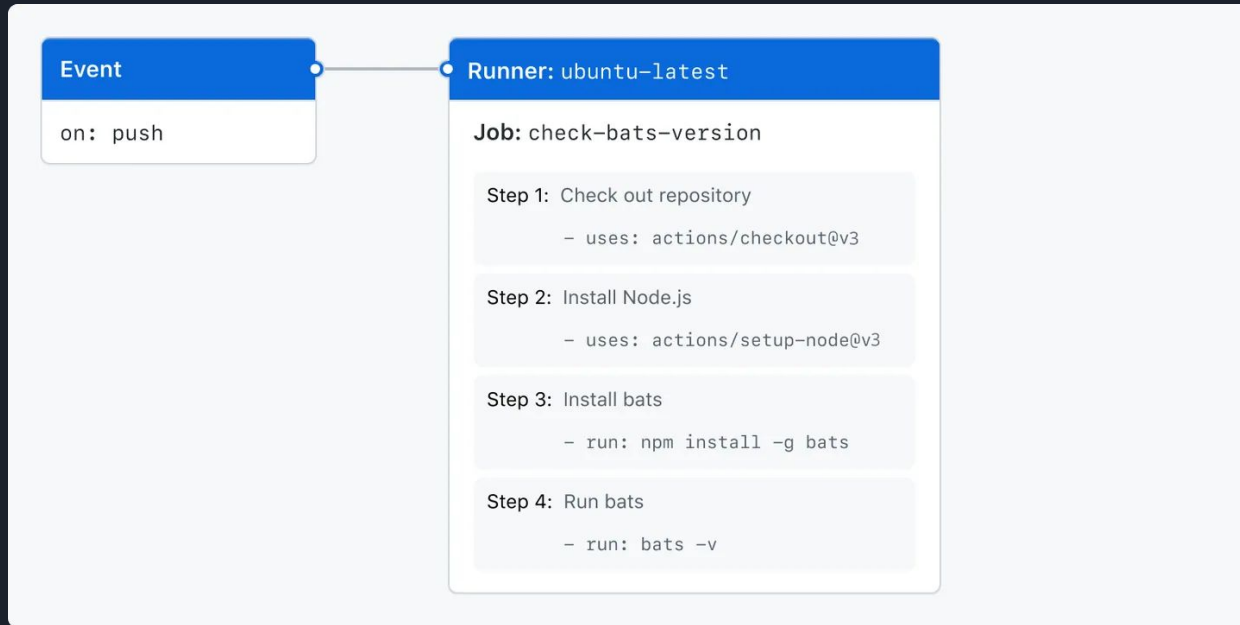 Event
on: push
Runner: ubuntu-latest
Job: check-bats-version
Step 1: Check out repository
- uses: actions/checkout@v3
Step 2: Install Node.js
- uses: actions/setup-node@v3
Step 3: Install bats
- run: npm install -g bats
Step 4: Run bats
- run: bats -v